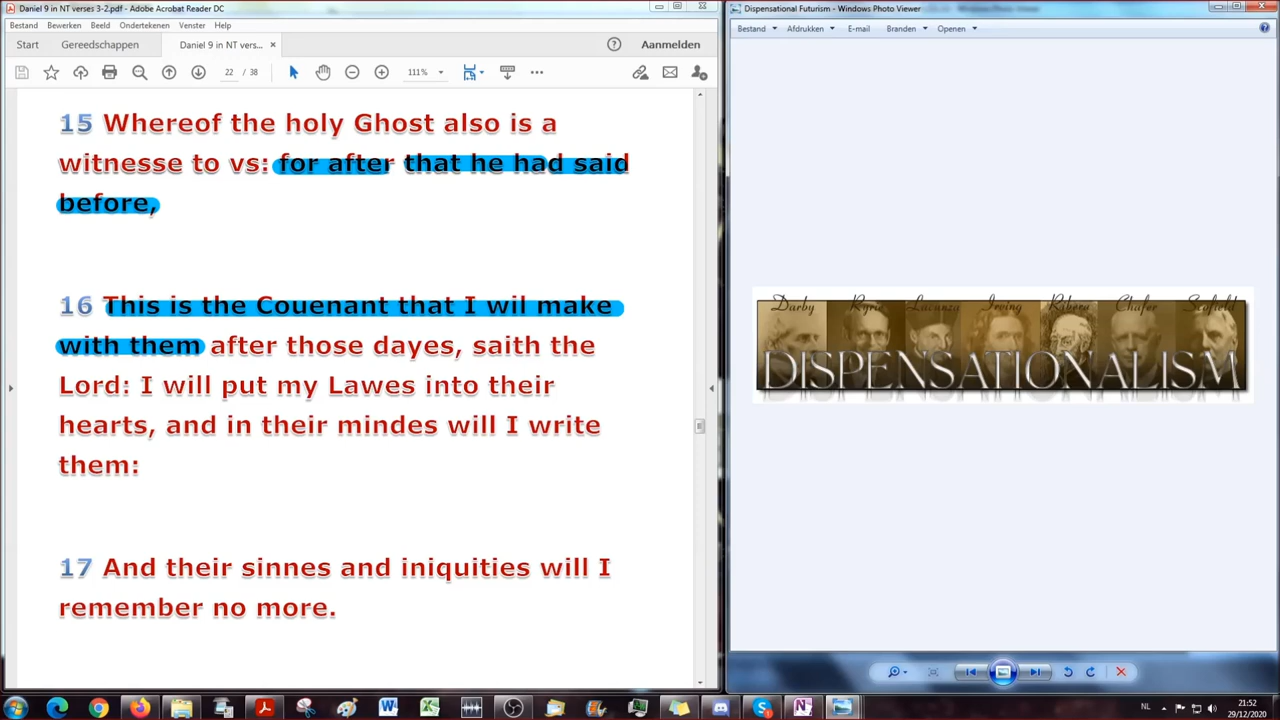 Daniel 9 in NT verses 3-2.pdf - Adobe Acrobat Reader DC
Bestand Bewerken Beeld Ondertekenen Venster Help
Start Gereedschappen Daniel 9 in NT vers... × Aanmelden
22 / 38 111%
15 Whereof the holy Ghost also is a
witnesse to vs: for after that he had said
before,
16 This is the Couenant that I wil make
with them after those dayes, saith the
Lord: I will put my Lawes into their
hearts, and in their mindes will I write
them:
17 And their sinnes and iniquities will I
remember no more.
Dispensational Futurism - Windows Photo Viewer
Bestand Afdrukken E-mail Branden Openen
Darby Ryrie Lacunza Irving Ribera Chafer Scofield
DISPENSATIONALISM
NL 21:52
29/12/2020